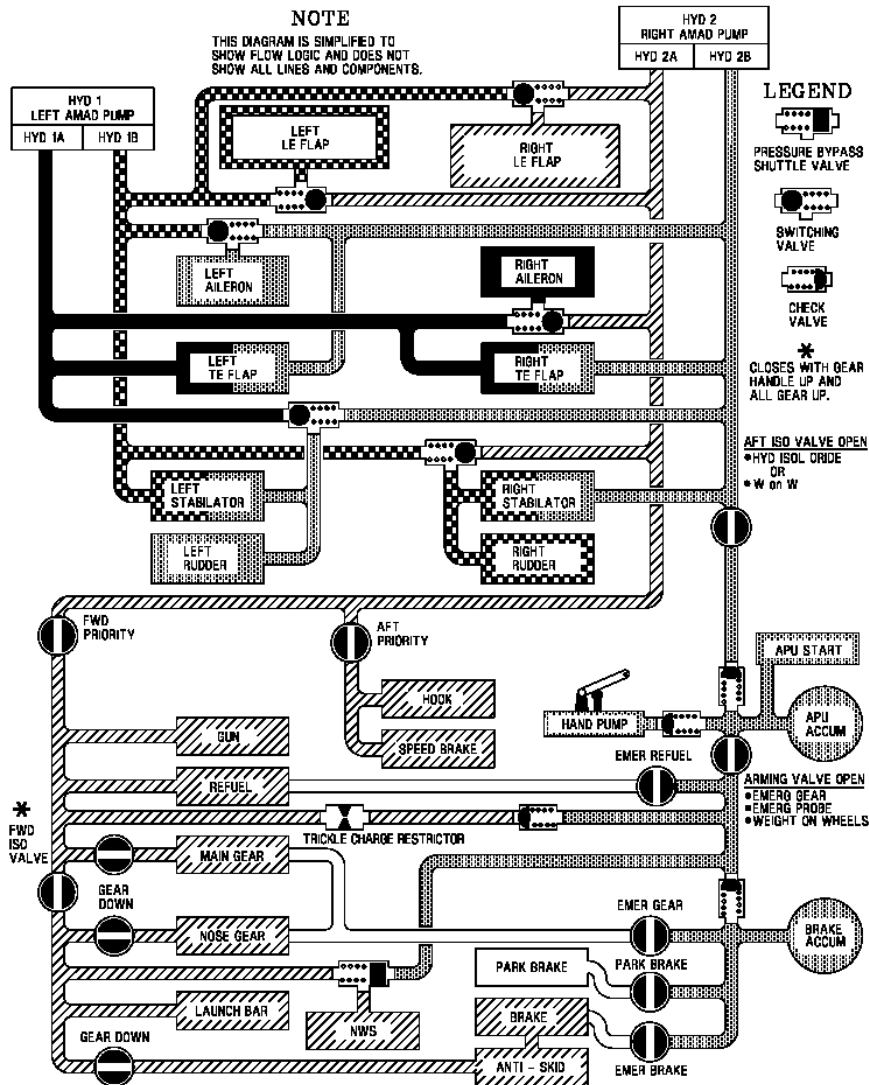 NOTE
THIS DIAGRAM IS SIMPLIFIED TO
SHOW FLOW LOGIC AND DOES NOT
SHOW ALL LINES AND COMPONENTS.
HYD 2
RIGHT AMAD PUMP
HYD 2A
HYD 2B
HYD 1
LEFT AMAD PUMP
HYD 1A
HYD 1B
LEFT
LE FLAP
RIGHT
LE FLAP
LEGEND
PRESSURE BYPASS
SHUTTLE VALVE
SWITCHING
VALVE
CHECK
VALVE
*
CLOSES WITH GEAR
HANDLE UP AND
ALL GEAR UP.
LEFT
AILERON
RIGHT
AILERON
LEFT
TE FLAP
RIGHT
TE FLAP
AFT ISO VALVE OPEN
•HYD ISOL ORIDE
OR
•W on W
LEFT
STABILATOR
RIGHT
STABILATOR
LEFT
RUDDER
RIGHT
RUDDER
FWD
PRIORITY
AFT
PRIORITY
HOOK
SPEED BRAKE
APU START
HAND PUMP
APU
ACCUM
GUN
EMER REFUEL
REFUEL
ARMING VALVE OPEN
•EMERG GEAR
•EMERG PROBE
•WEIGHT ON WHEELS
*
FWD
ISO
VALVE
TRICKLE CHARGE RESTRICTOR
MAIN GEAR
GEAR
DOWN
NOSE GEAR
EMER GEAR
BRAKE
ACCUM
PARK BRAKE
PARK BRAKE
LAUNCH BAR
NWS
BRAKE
GEAR DOWN
ANTI - SKID
EMER BRAKE